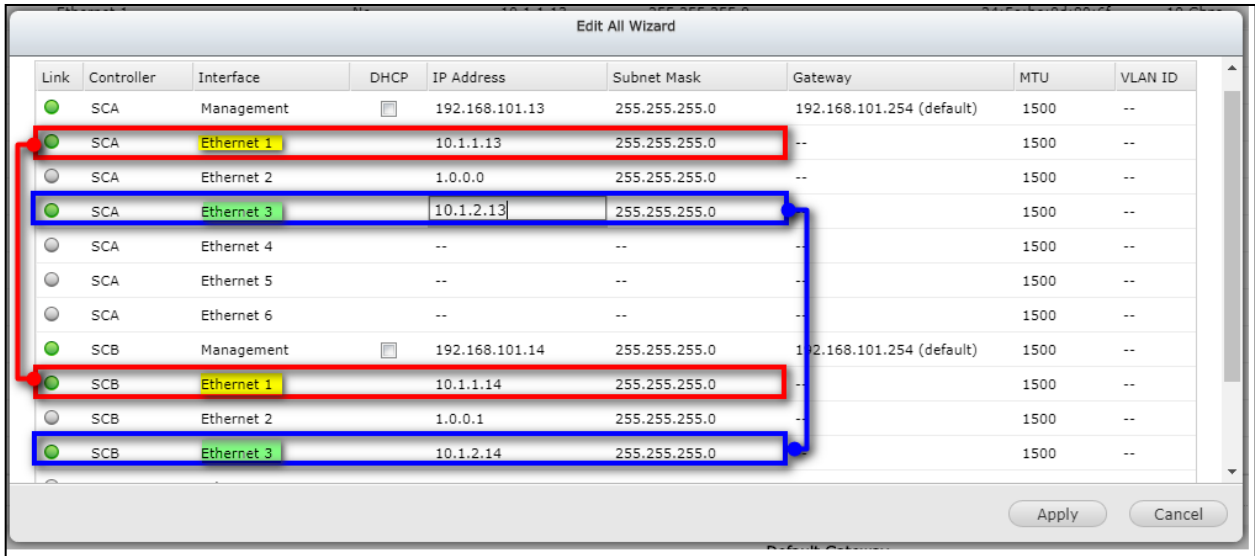 Edit All Wizard
Link Controller Interface DHCP IP Address Subnet Mask Gateway MTU VLAN ID
SCA Management 192.168.101.13 255.255.255.0 192.168.101.254 (default) 1500 --
SCA Ethernet 1 10.1.1.13 255.255.255.0 -- 1500 --
SCA Ethernet 2 1.0.0.0 255.255.255.0 -- 1500 --
SCA Ethernet 3 10.1.2.13 255.255.255.0 -- 1500 --
SCA Ethernet 4 -- -- -- 1500 --
SCA Ethernet 5 -- -- -- 1500 --
SCA Ethernet 6 -- -- -- 1500 --
SCB Management 192.168.101.14 255.255.255.0 192.168.101.254 (default) 1500 --
SCB Ethernet 1 10.1.1.14 255.255.255.0 -- 1500 --
SCB Ethernet 2 1.0.0.1 255.255.255.0 -- 1500 --
SCB Ethernet 3 10.1.2.14 255.255.255.0 -- 1500 --
Apply Cancel